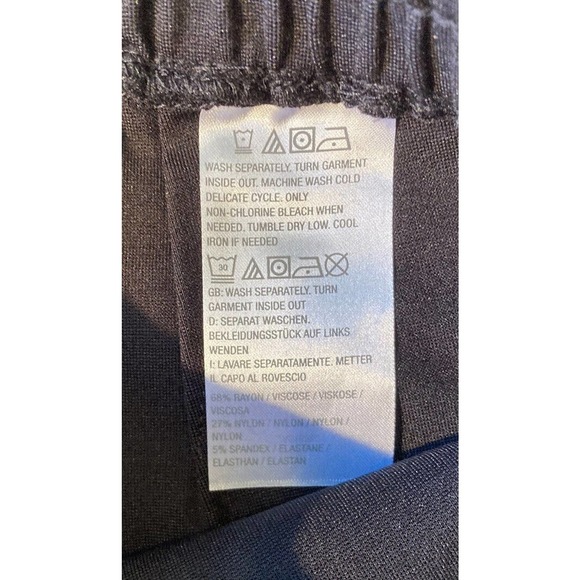 WASH SEPARATELY. TURN GARMENT
INSIDE OUT. MACHINE WASH COLD
DELICATE CYCLE. ONLY
NON-CHLORINE BLEACH WHEN
NEEDED. TUMBLE DRY LOW. COOL
IRON IF NEEDED
30
GB: WASH SEPARATELY. TURN
GARMENT INSIDE OUT
D: SEPARAT WASCHEN.
BEKLEIDUNGSSTÜCK AUF LINKS
WENDEN
I: LAVARE SEPARATAMENTE. METTER
IL CAPO AL ROVESCIO
68% RAYON / VISCOSE / VISKOSE /
VISCOSA
27% NYLON / NYLON / NYLON /
NYLON
5% SPANDEX / ELASTANE /
ELASTHAN / ELASTAN